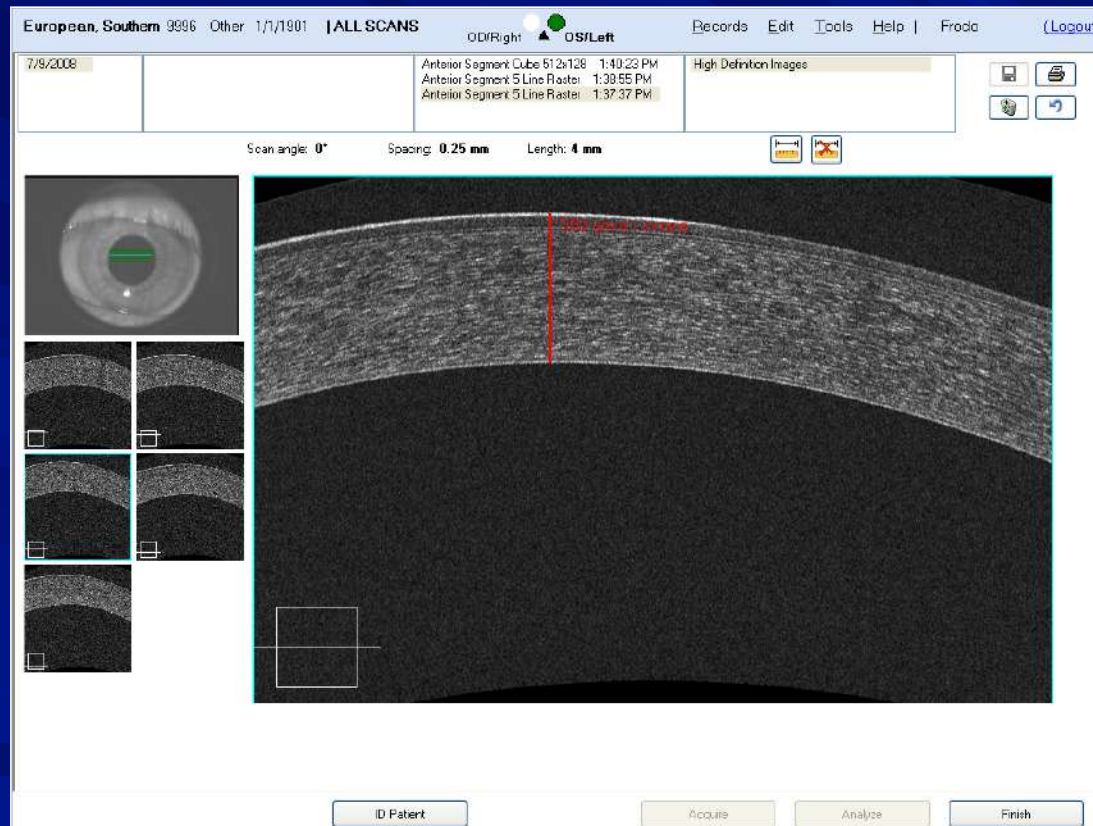 European, Southern 9996 Other 1/1/1901 | ALL SCANS
OD/Right OS/Left
Records Edit Tools Help | Froda (Logout
7/9/2008
Anterior Segment Cube 512x128 1:40:23 PM
Anterior Segment 5 Line Raster 1:38:55 PM
Anterior Segment 5 Line Raster 1:37:37 PM
High Definition Images
Scan angle: 0° Spacing: 0.25 mm Length: 4 mm
ID Patient Acquire Analyze Finish